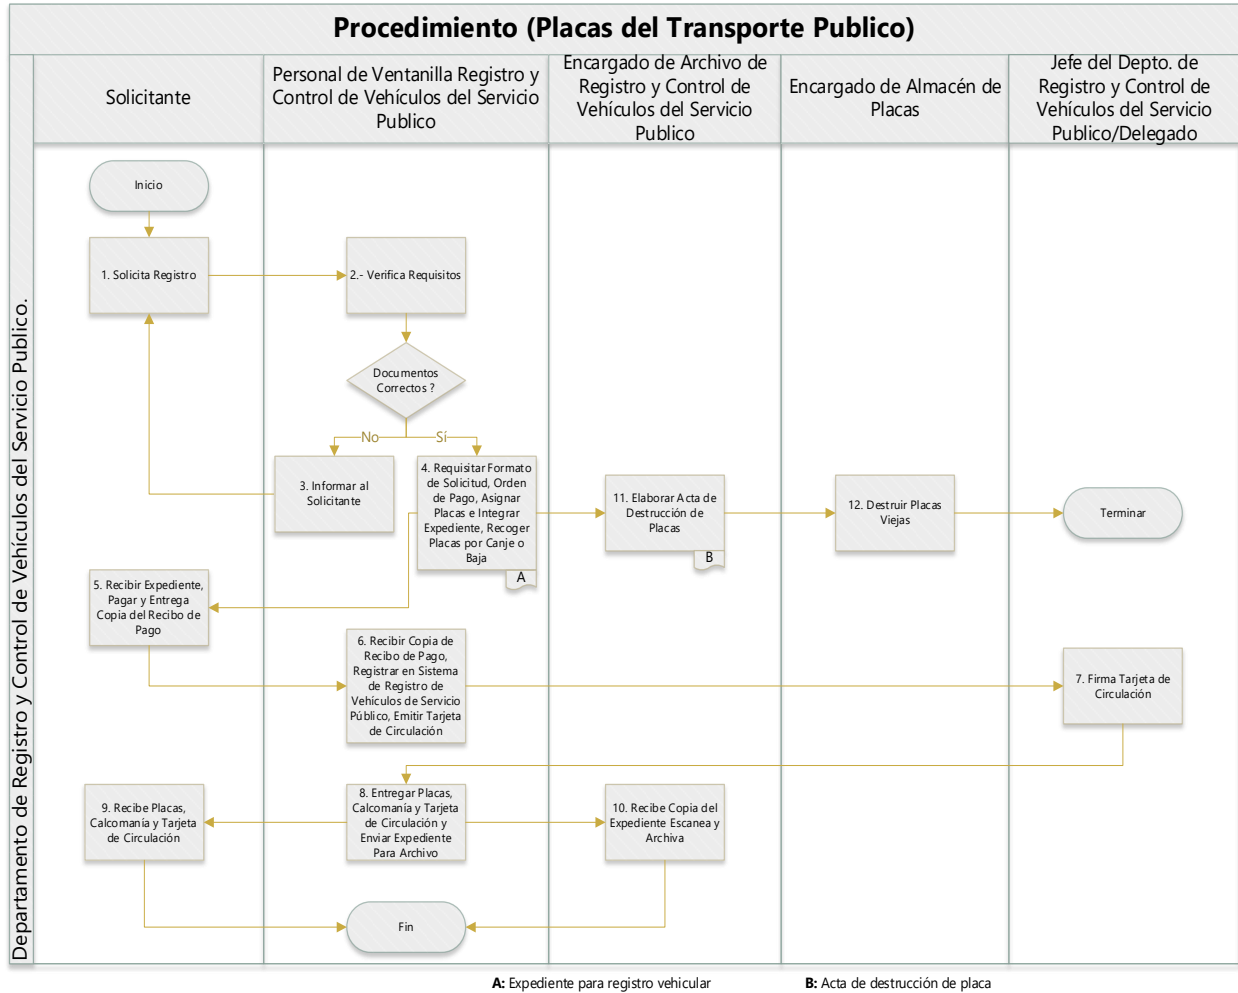 Procedimiento (Placas del Transporte Publico)
Departamento de Registro y Control de Vehículos del Servicio Publico.
Solicitante
Personal de Ventanilla Registro y
Control de Vehículos del Servicio
Publico
Encargado de Archivo de
Registro y Control de
Vehículos del Servicio
Publico
Encargado de Almacén de
Placas
Jefe del Depto. de
Registro y Control de
Vehículos del Servicio
Publico/Delegado
Inicio
1. Solicita Registro
2.- Verifica Requisitos
Documentos
Correctos ?
No
Sí
3. Informar al
Solicitante
4. Requisitar Formato
de Solicitud, Orden
de Pago, Asignar
Placas e Integrar
Expediente, Recoger
Placas por Canje o
Baja
A
11. Elaborar Acta de
Destrucción de
Placas
B
12. Destruir Placas
Viejas
Terminar
5. Recibir Expediente,
Pagar y Entrega
Copia del Recibo de
Pago
6. Recibir Copia de
Recibo de Pago,
Registrar en Sistema
de Registro de
Vehículos de Servicio
Público, Emitir Tarjeta
de Circulación
7. Firma Tarjeta de
Circulación
9. Recibe Placas,
Calcomanía y Tarjeta
de Circulación
8. Entregar Placas,
Calcomanía y Tarjeta
de Circulación y
Enviar Expediente
Para Archivo
10. Recibe Copia del
Expediente Escanea y
Archiva
Fin
A: Expediente para registro vehicular
B: Acta de destrucción de placa